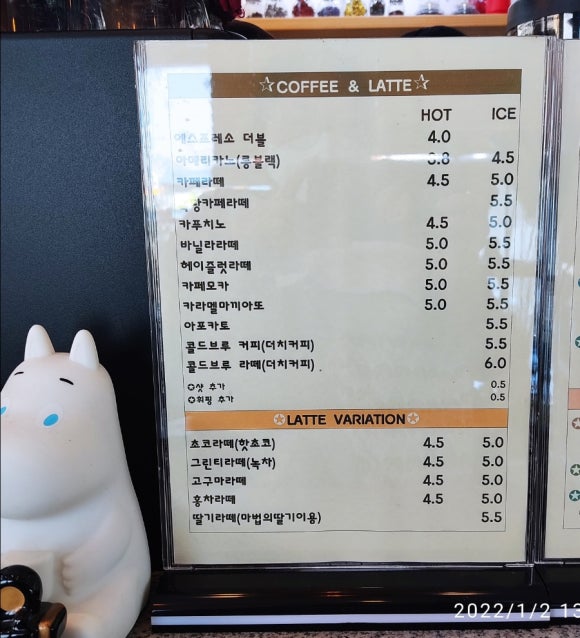 ☆COFFEE & LATTE☆
HOT ICE
에스프레소 더블 4.0
아메리카노(롱블랙) 3.8 4.5
카페라떼 4.5 5.0
5.5
카푸치노 4.5 5.0
바닐라라떼 5.0 5.5
헤이즐럿라떼 5.0 5.5
카페모카 5.0 5.5
카라멜마끼아또 5.0 5.5
아포카토 5.5
콜드브루 커피(더치커피) 5.5
콜드브루 라떼(더치커피) 6.0
✪샷 추가 0.5
✪휘핑 추가 0.5
✪LATTE VARIATION✪
초코라떼(핫초코) 4.5 5.0
그린티라떼(녹차) 4.5 5.0
고구마라떼 4.5 5.0
홍차라떼 4.5 5.0
딸기라떼(마법의딸기이용) 5.5
2022/1/2 13